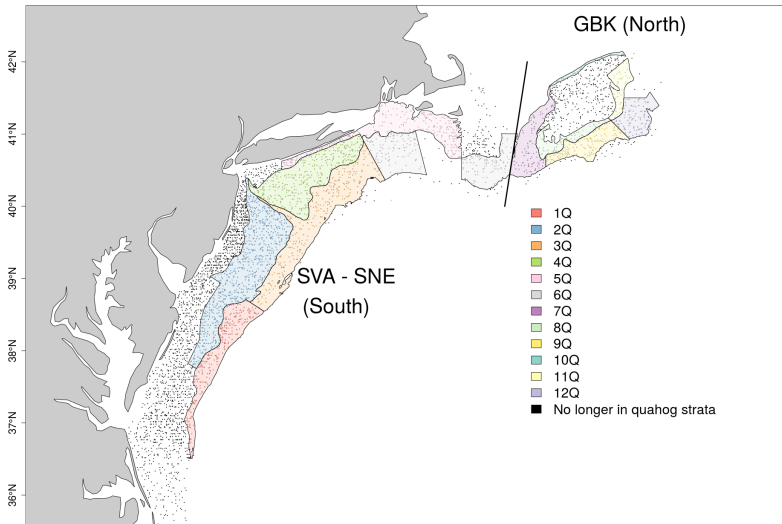 GBK (North)
42°N
41°N
40°N
39°N
38°N
37°N
36°N
SVA - SNE
(South)
1Q
2Q
3Q
4Q
5Q
6Q
7Q
8Q
9Q
10Q
11Q
12Q
No longer in quahog strata